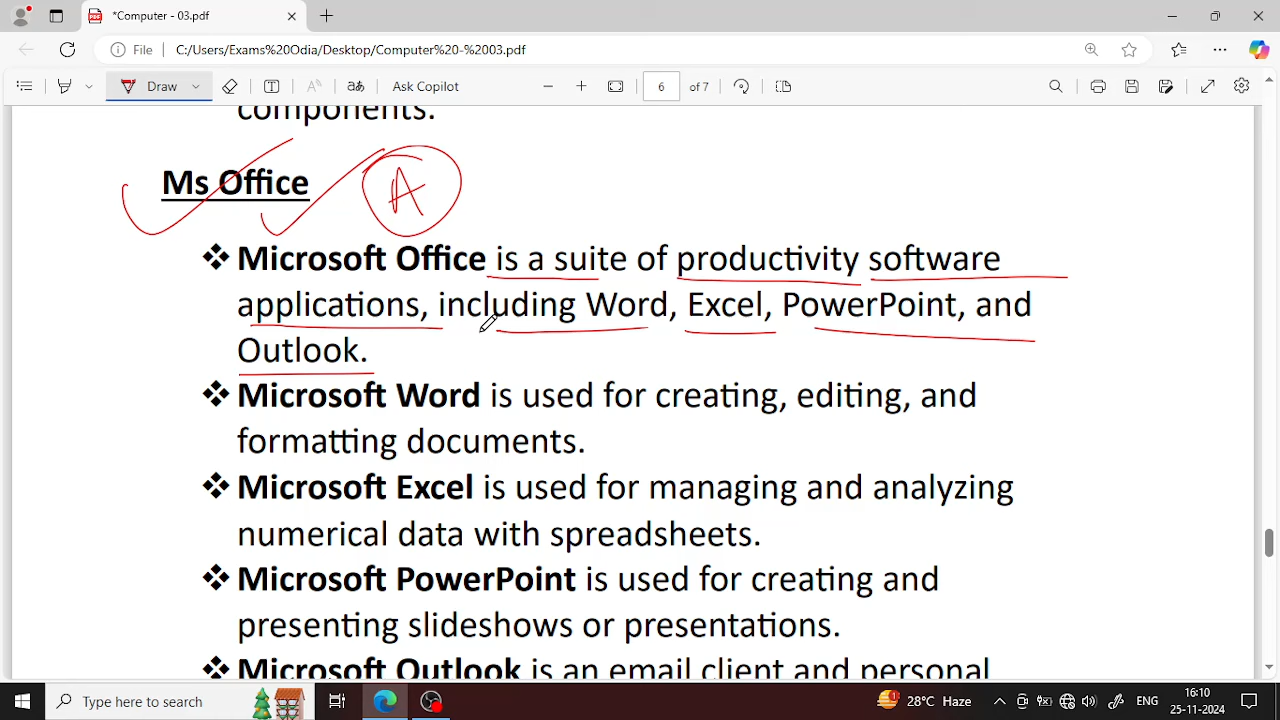 *Computer - 03.pdf
File
C:/Users/Exams%20Odia/Desktop/Computer%20-%2003.pdf
Draw
aあ
Ask Copilot
6
of 7
components.
Ms Office
A
❖ Microsoft Office is a suite of productivity software
applications, including Word, Excel, PowerPoint, and
Outlook.
❖ Microsoft Word is used for creating, editing, and
formatting documents.
❖ Microsoft Excel is used for managing and analyzing
numerical data with spreadsheets.
❖ Microsoft PowerPoint is used for creating and
presenting slideshows or presentations.
❖ Microsoft Outlook is an email client and personal
Type here to search
1
28°C Haze
ENG
16:10
25-11-2024